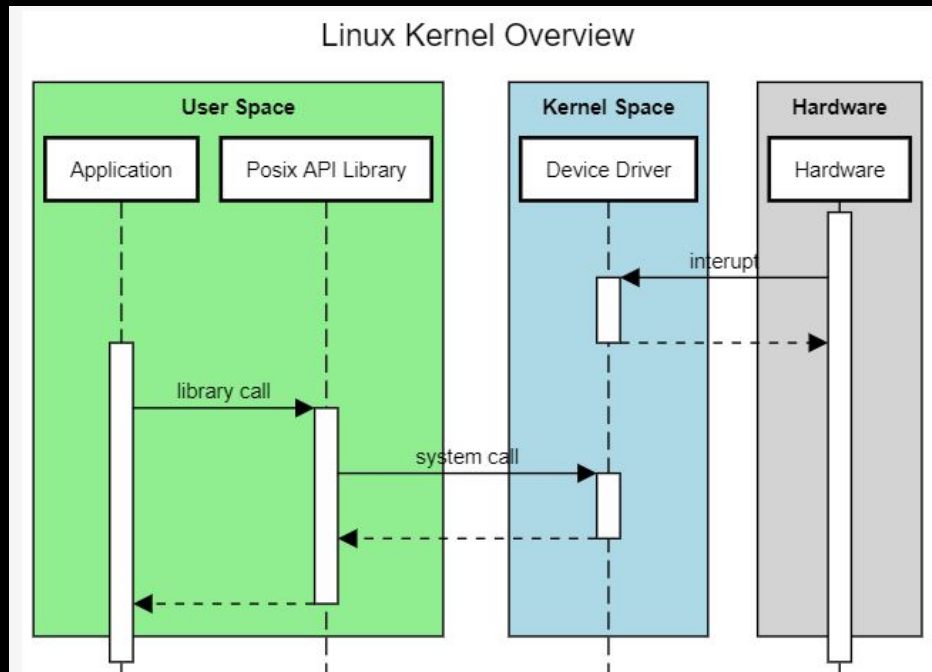 Linux Kernel Overview
User Space
Kernel Space
Hardware
Application
Posix API Library
Device Driver
Hardware
interupt
library call
system call